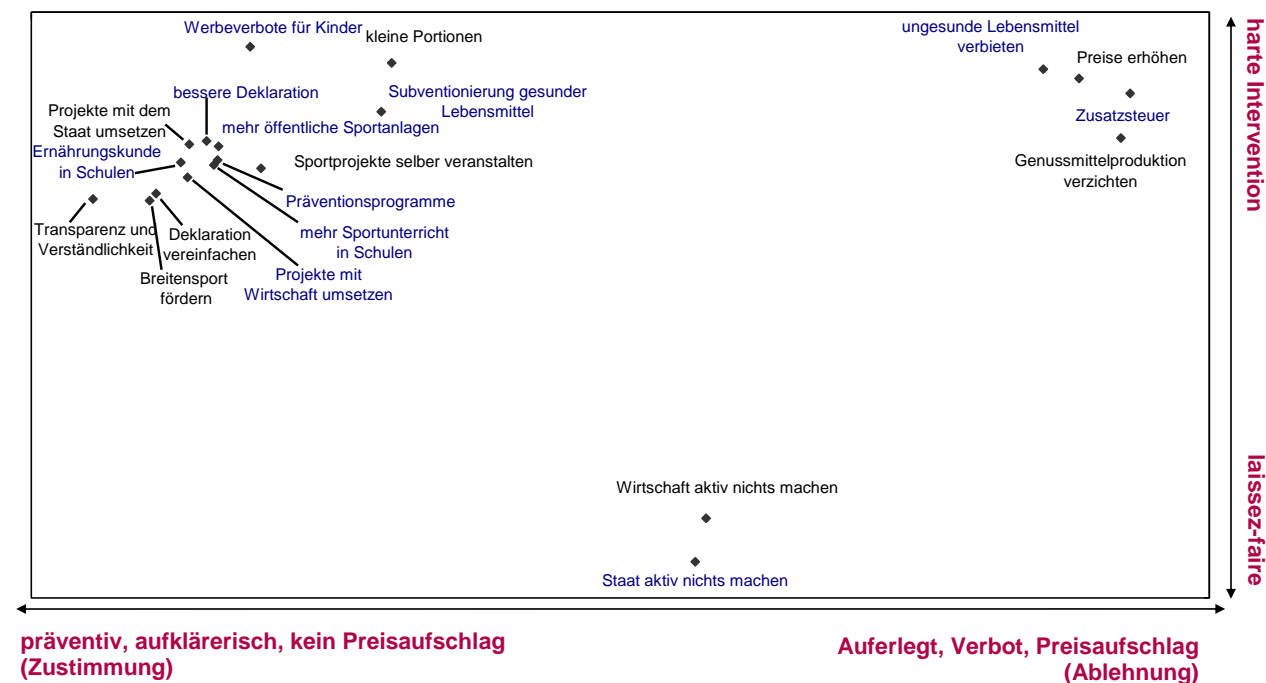 Werbeverbote für Kinder
kleine Portionen
ungesunde Lebensmittel
verbieten
Preise erhöhen
bessere Deklaration
Subventionierung gesunder
Lebensmittel
Zusatzsteuer
Projekte mit dem
Staat umsetzen
mehr öffentliche Sportanlagen
Ernährungskunde
in Schulen
Sportprojekte selber veranstalten
Genussmittelproduktion
verzichten
Präventionsprogramme
Transparenz und
Verständlichkeit
Deklaration
vereinfachen
mehr Sportunterricht
in Schulen
Breitensport
fördern
Projekte mit
Wirtschaft umsetzen
Wirtschaft aktiv nichts machen
Staat aktiv nichts machen
harte Intervention
laissez-faire
präventiv, aufklärerisch, kein Preisaufschlag
(Zustimmung)
Auferlegt, Verbot, Preisaufschlag
(Ablehnung)